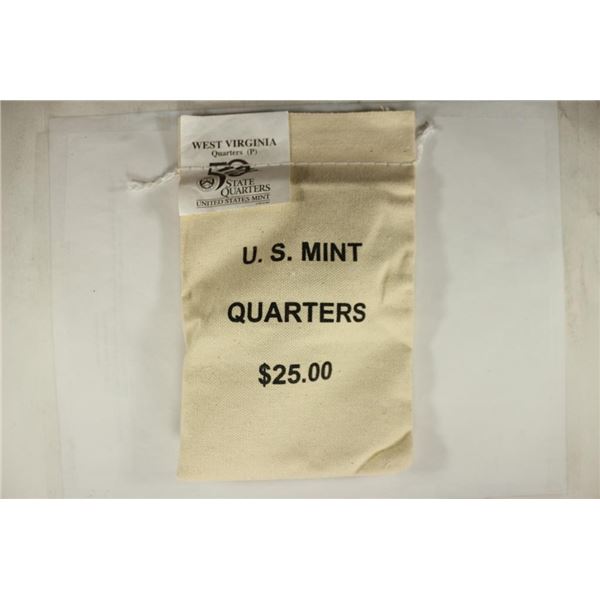 WEST VIRGINIA
Quarters (P)
50
STATE
QUARTERS
UNITED STATES MINT
U. S. MINT
QUARTERS
$25.00